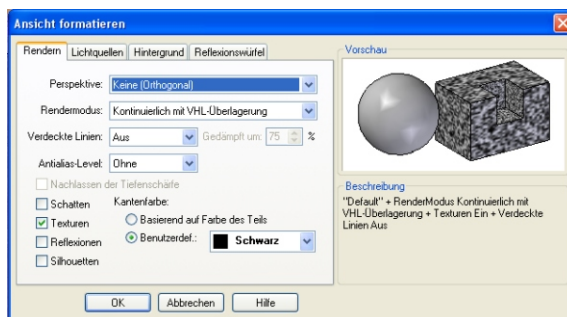 Ansicht formatieren
Rendern Lichtquellen Hintergrund Reflexionswürfel
Perspektive: Keine (Orthogonal)
Rendermodus: Kontinuierlich mit VHL-Überlagerung
Verdeckte Linien: Aus Gedämpft um: 75 %
Antialias-Level: Ohne
Nachlassen der Tiefenschärfe
Schatten Kantenfarbe:
Texturen Basierend auf Farbe des Teils
Reflexionen Benutzerdef.: Schwarz
Silhouetten
OK Abbrechen Hilfe
Vorschau
Beschreibung
"Default" + RenderModus Kontinuierlich mit
VHL-Überlagerung + Texturen Ein + Verdeckte
Linien Aus